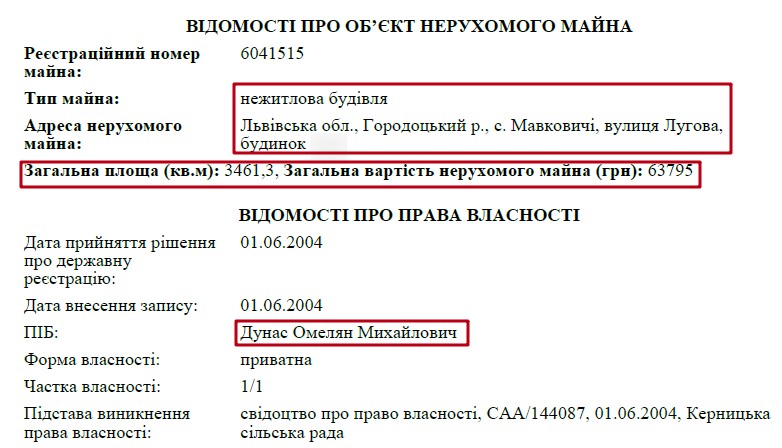 ВІДОМОСТІ ПРО ОБ’ЄКТ НЕРУХОМОГО МАЙНА
Реєстраційний номер майна: 6041515
Тип майна: нежитлова будівля
Адреса нерухомого майна: Львівська обл., Городоцький р., с. Мавковичі, вулиця Лугова, будинок
Загальна площа (кв.м): 3461,3, Загальна вартість нерухомого майна (грн): 63795
ВІДОМОСТІ ПРО ПРАВА ВЛАСНОСТІ
Дата прийняття рішення про державну реєстрацію: 01.06.2004
Дата внесення запису: 01.06.2004
ПІБ: Дунас Омелян Михайлович
Форма власності: приватна
Частка власності: 1/1
Підстава виникнення права власності: свідоцтво про право власності, САА/144087, 01.06.2004, Керницька сільська рада